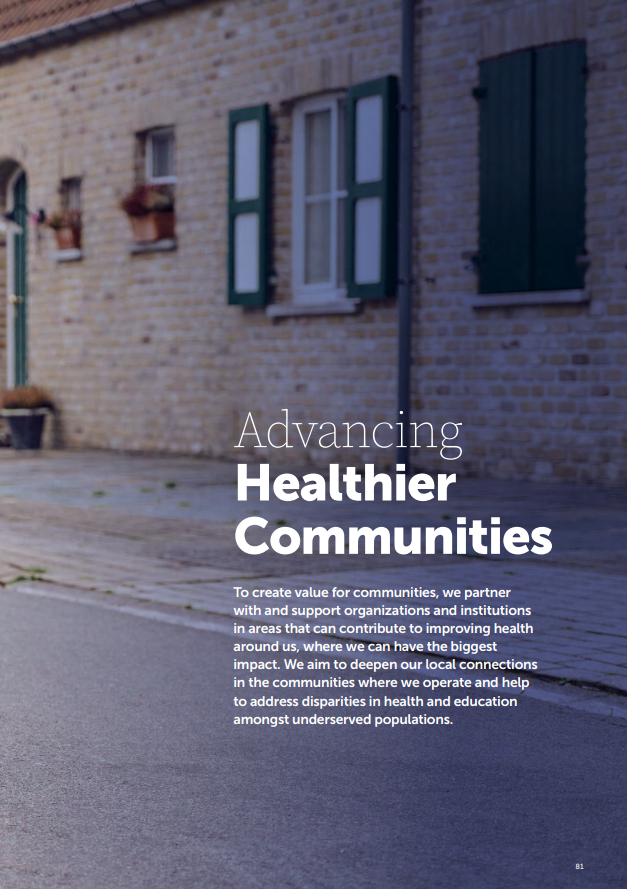 Advancing
Healthier
Communities
To create value for communities, we partner
with and support organizations and institutions
in areas that can contribute to improving health
around us, where we can have the biggest
impact. We aim to deepen our local connections
in the communities where we operate and help
to address disparities in health and education
amongst underserved populations.
81